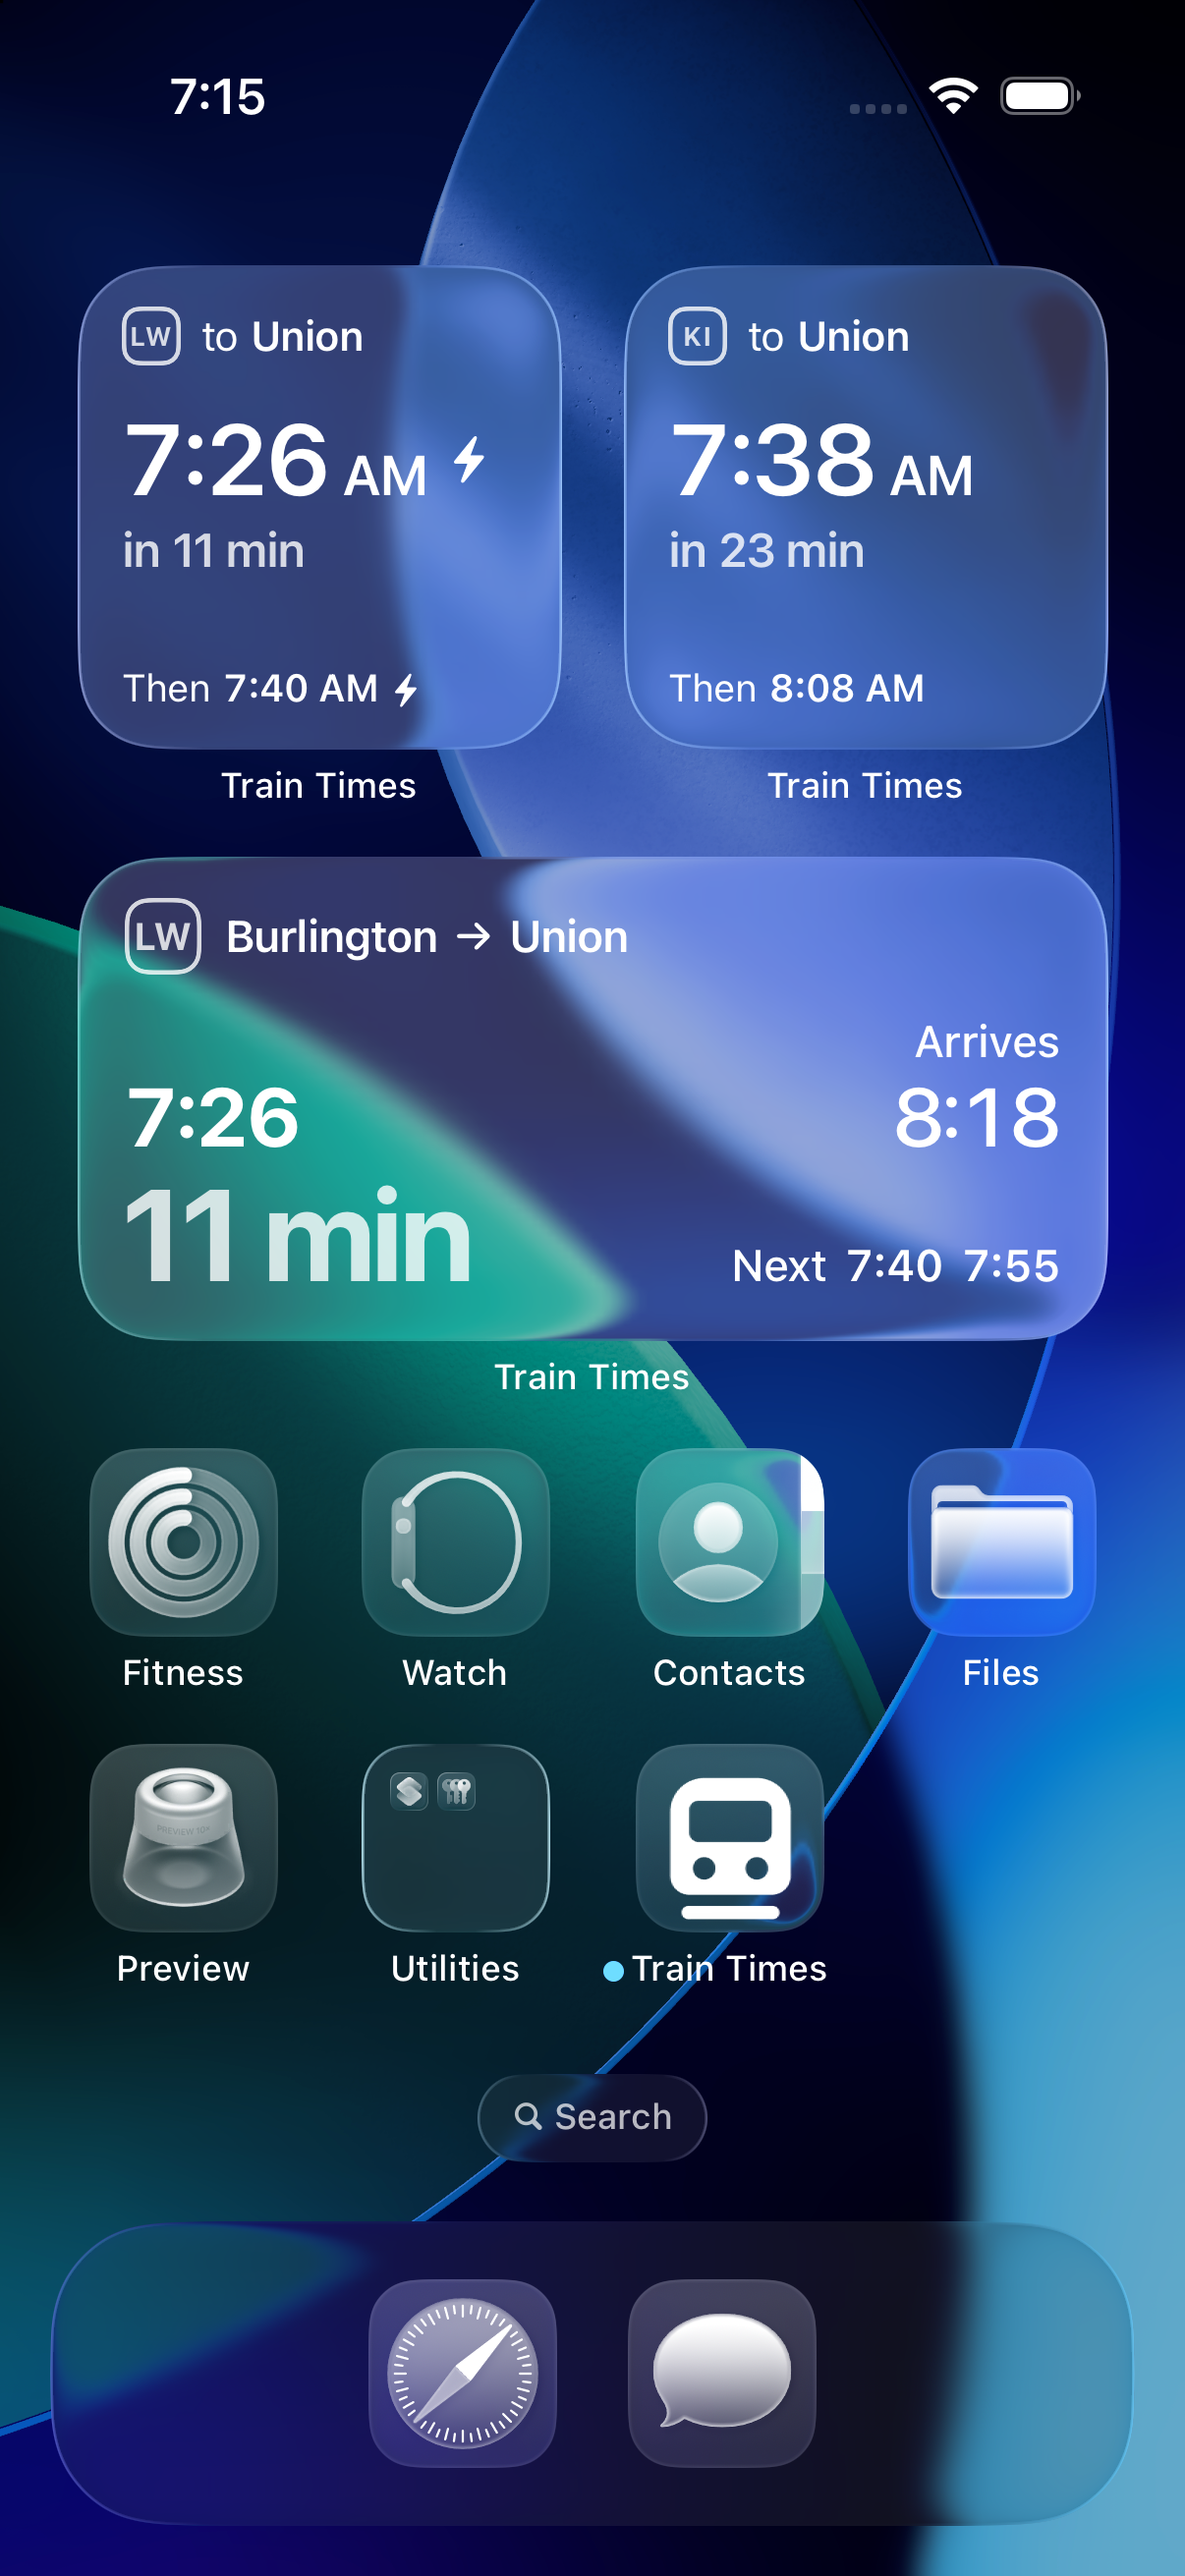 7:15
LW to Union
7:26 AM
in 11 min
Then 7:40 AM
Train Times
KI to Union
7:38 AM
in 23 min
Then 8:08 AM
Train Times
LW Burlington → Union
Arrives
7:26 8:18
11 min
Next 7:40 7:55
Train Times
Fitness Watch Contacts Files
PREVIEW
Preview Utilities Train Times
Search